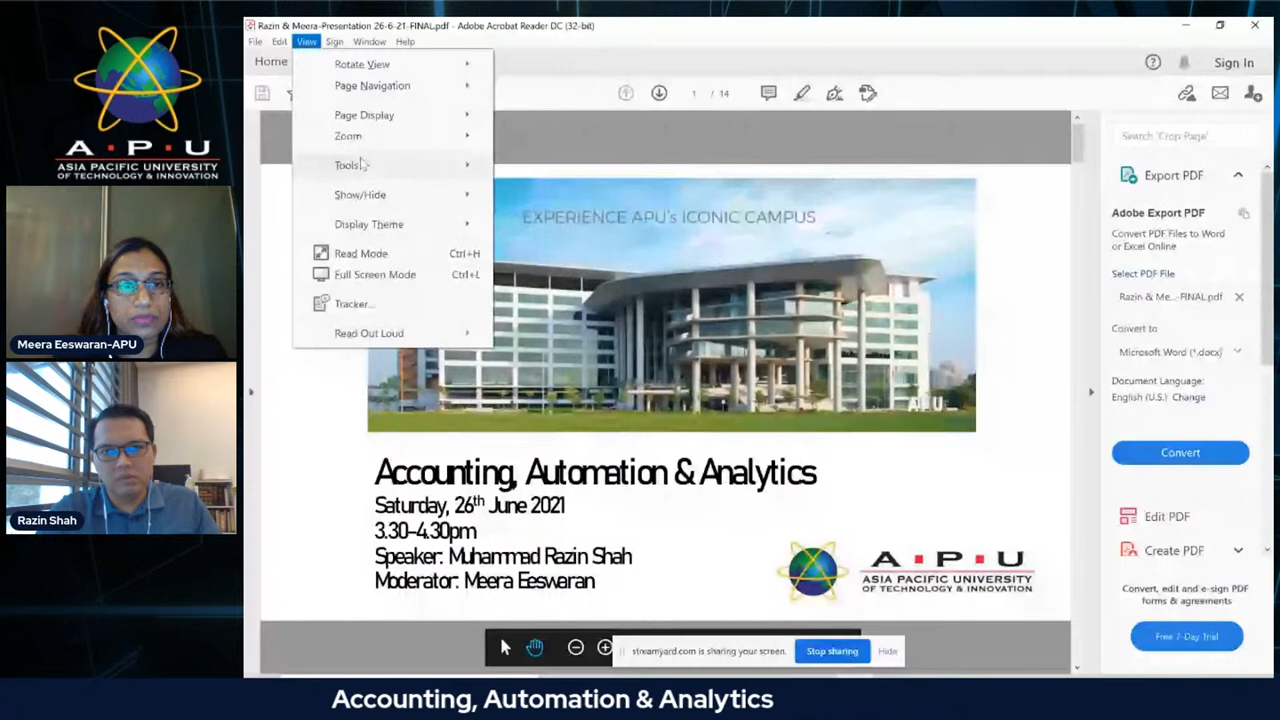 A·P·U
ASIA PACIFIC UNIVERSITY
OF TECHNOLOGY & INNOVATION
Meera Eeswaran-APU
Razin Shah
Razin & Meera-Presentation 26-6-21-FINAL.pdf - Adobe Acrobat Reader DC (32-bit)
File Edit View Sign Window Help
Home
Sign In
1 / 14
Rotate View
Page Navigation
Page Display
Zoom
Tools
Show/Hide
Display Theme
Read Mode Ctrl+H
Full Screen Mode Ctrl+L
Tracker...
Read Out Loud
EXPERIENCE APU's ICONIC CAMPUS
APU
Accounting, Automation & Analytics
Saturday, 26th June 2021
3.30-4.30pm
Speaker: Muhammad Razin Shah
Moderator: Meera Eeswaran
A·P·U
ASIA PACIFIC UNIVERSITY
OF TECHNOLOGY & INNOVATION
streamyard.com is sharing your screen.
Stop sharing
Hide
Search 'Crop Page'
Export PDF
Adobe Export PDF
Convert PDF Files to Word
or Excel Online
Select PDF File
Razin & Me...-FINAL.pdf
Convert to
Microsoft Word (*.docx)
Document Language:
English (U.S.) Change
Convert
Edit PDF
Create PDF
Convert, edit and e-sign PDF
forms & agreements
Free 7-Day Trial
Accounting, Automation & Analytics